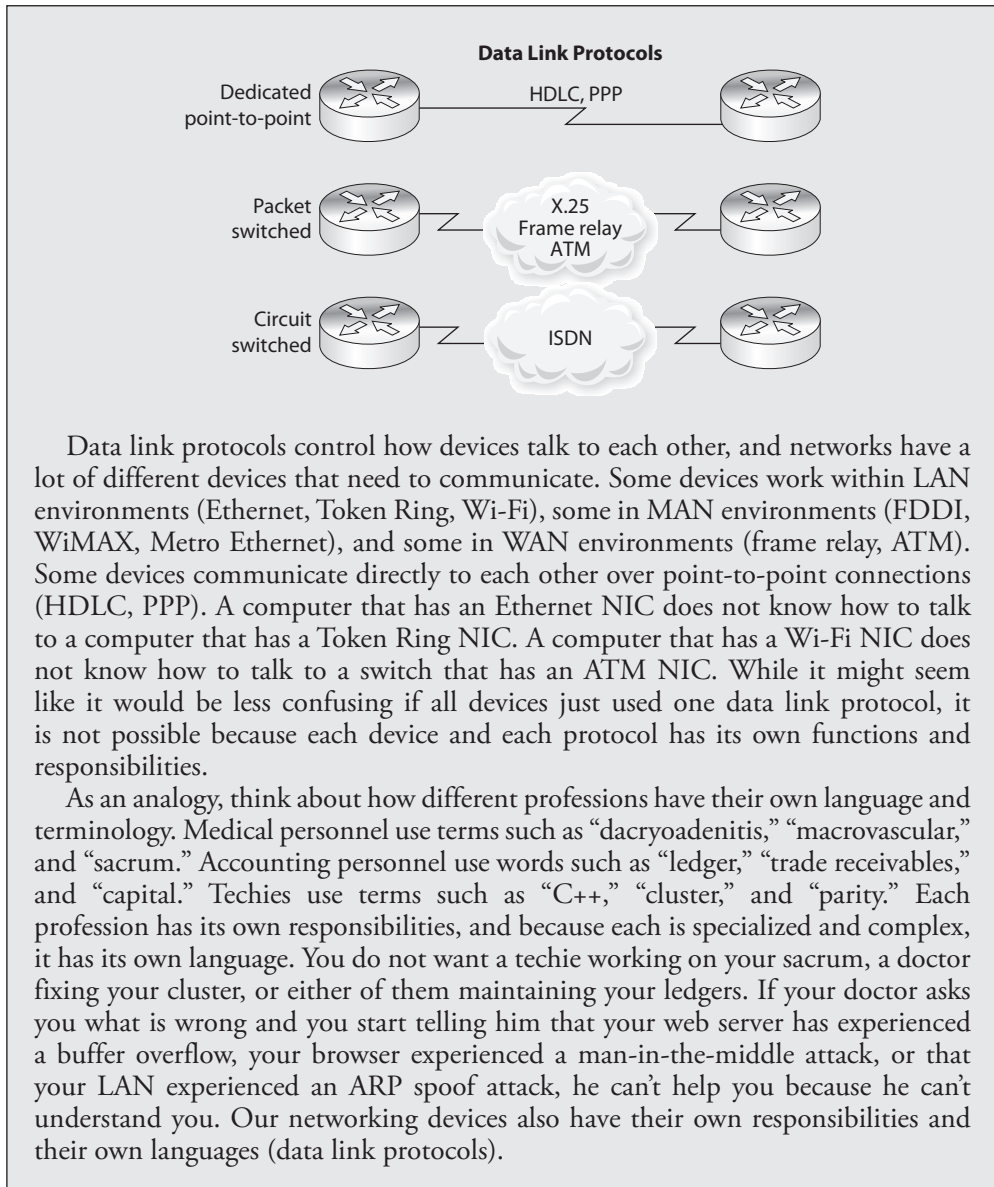 Data Link Protocols
Dedicated
point-to-point
HDLC, PPP
Packet
switched
X.25
Frame relay
ATM
Circuit
switched
ISDN
Data link protocols control how devices talk to each other, and networks have a
lot of different devices that need to communicate. Some devices work within LAN
environments (Ethernet, Token Ring, Wi-Fi), some in MAN environments (FDDI,
WiMAX, Metro Ethernet), and some in WAN environments (frame relay, ATM).
Some devices communicate directly to each other over point-to-point connections
(HDLC, PPP). A computer that has an Ethernet NIC does not know how to talk
to a computer that has a Token Ring NIC. A computer that has a Wi-Fi NIC does
not know how to talk to a switch that has an ATM NIC. While it might seem
like it would be less confusing if all devices just used one data link protocol, it
is not possible because each device and each protocol has its own functions and
responsibilities.
As an analogy, think about how different professions have their own language and
terminology. Medical personnel use terms such as “dacryoadenitis,” “macrovascular,”
and “sacrum.” Accounting personnel use words such as “ledger,” “trade receivables,”
and “capital.” Techies use terms such as “C++,” “cluster,” and “parity.” Each
profession has its own responsibilities, and because each is specialized and complex,
it has its own language. You do not want a techie working on your sacrum, a doctor
fixing your cluster, or either of them maintaining your ledgers. If your doctor asks
you what is wrong and you start telling him that your web server has experienced
a buffer overflow, your browser experienced a man-in-the-middle attack, or that
your LAN experienced an ARP spoof attack, he can’t help you because he can’t
understand you. Our networking devices also have their own responsibilities and
their own languages (data link protocols).